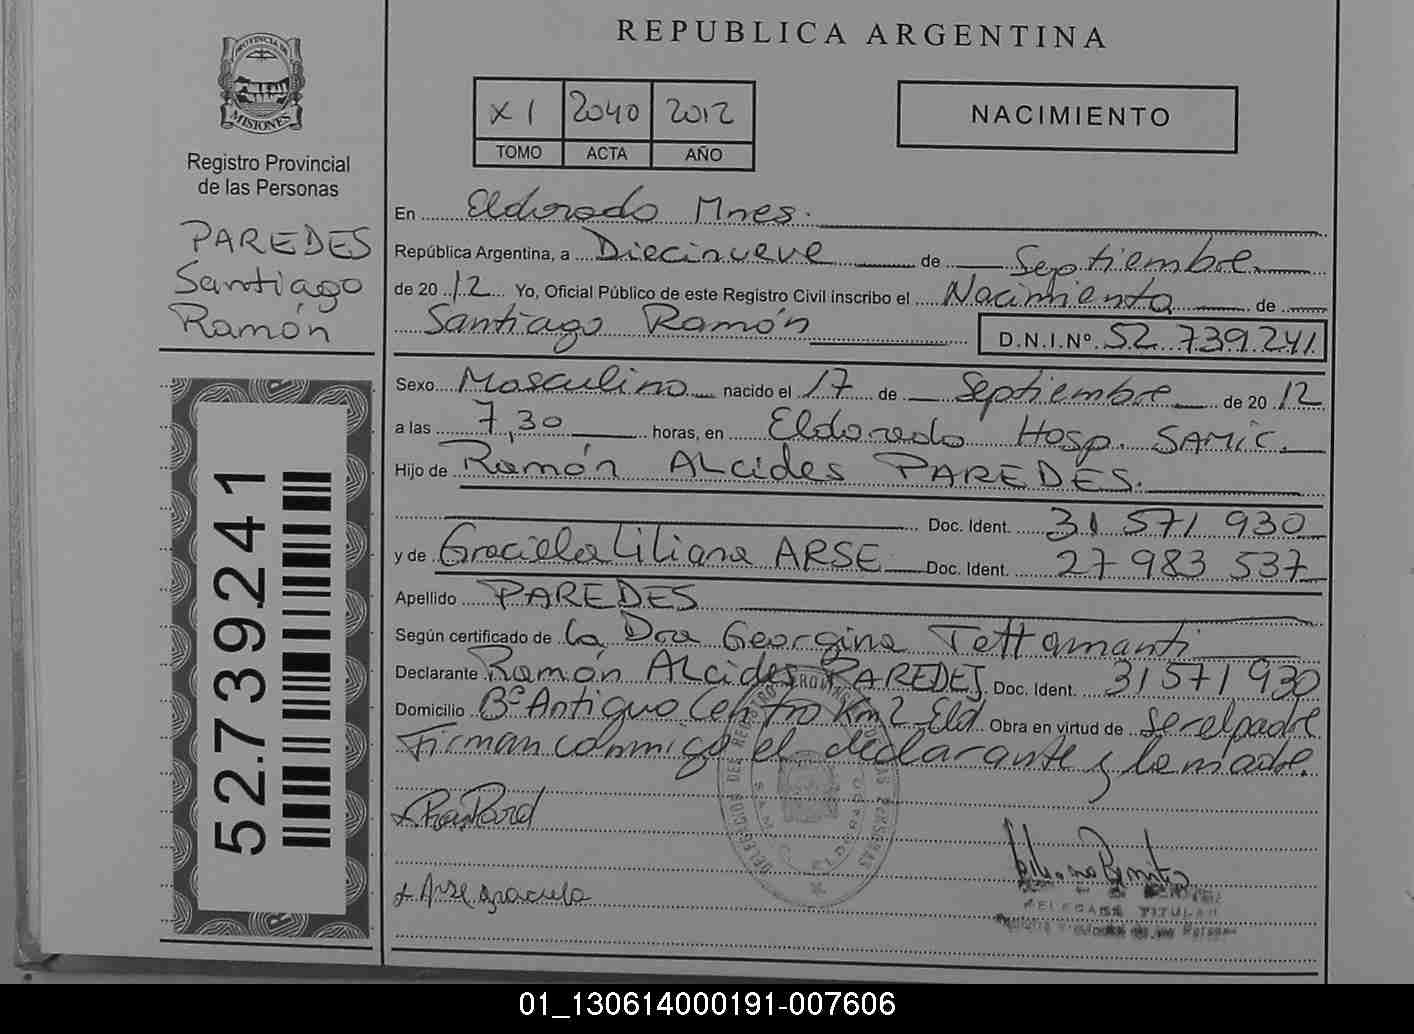 REPUBLICA ARGENTINA
PROVINCIA DE
MISIONES
Registro Provincial
de las Personas
PAREDES
Santiago
Ramón
52.739.241
X I 2040 2012
TOMO ACTA AÑO
NACIMIENTO
En Eldorado Mnes.
República Argentina, a Diecinueve de Septiembre
de 20 12 Yo, Oficial Público de este Registro Civil inscribo el Nacimiento de
Santiago Ramón D.N.I.Nº. 52.739.241
Sexo Masculino nacido el 17 de Septiembre de 20 12
a las 7,30 horas, en Eldorado Hosp. SAMIC.
Hijo de Ramón ALcides PAREDES.
Doc. Ident. 31 571 930
y de Graciela Liliana ARSE Doc. Ident. 27 983 537
Apellido PAREDES
Según certificado de la Dra Georgina Tettamanti
Declarante Ramón ALcides PAREDES. Doc. Ident. 31571930
Domicilio Bº Antiguo Centro Km2 Eld Obra en virtud de ser el padre
Firman conmigo el declarante y la madre.
Arse graciela
DELEGADA TITULAR
01_130614000191-007606